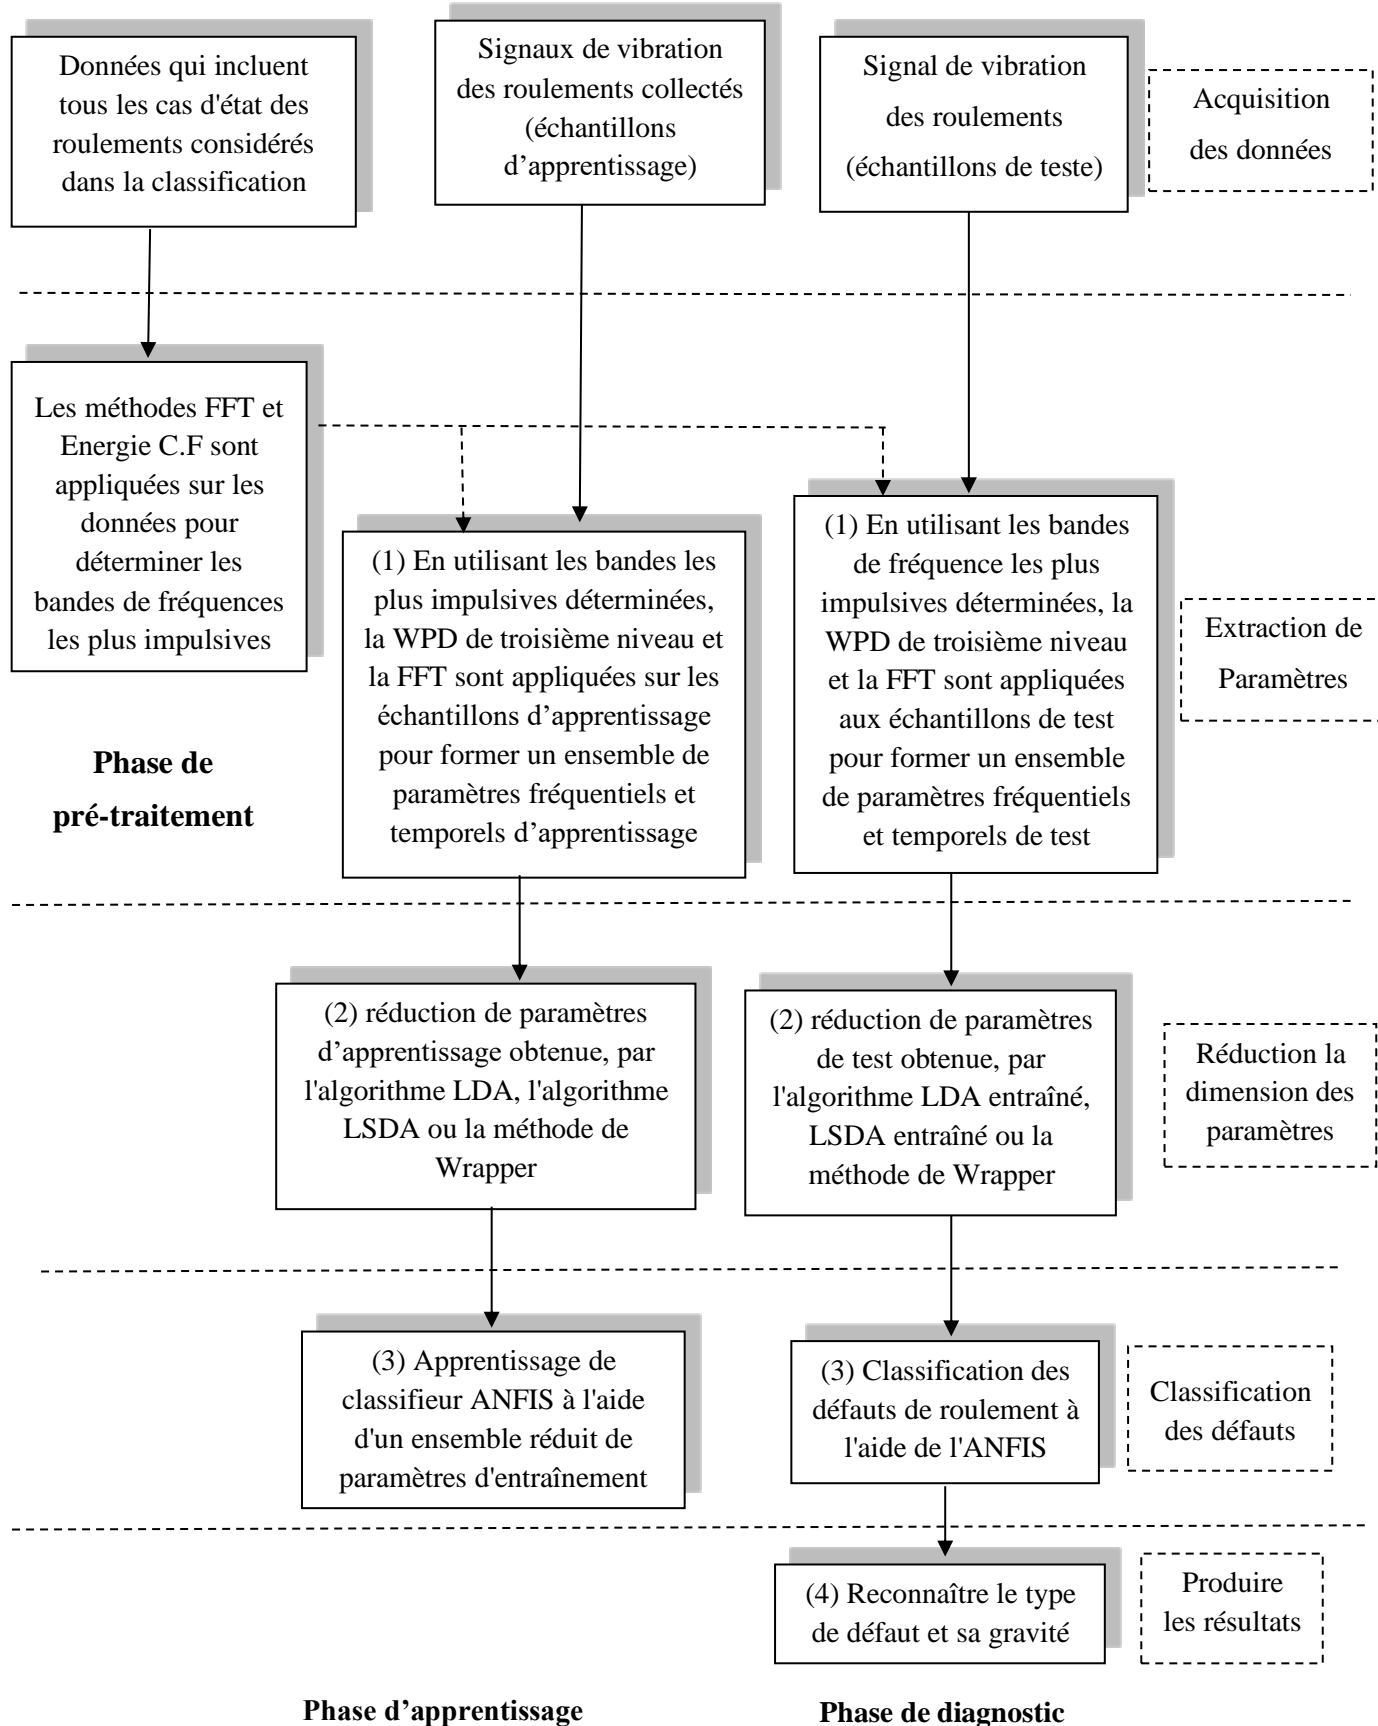 Données qui incluent
tous les cas d'état des
roulements considérés
dans la classification
Signaux de vibration
des roulements collectés
(échantillons
d’apprentissage)
Signal de vibration
des roulements
(échantillons de teste)
Acquisition
des données
Les méthodes FFT et
Energie C.F sont
appliquées sur les
données pour
déterminer les
bandes de fréquences
les plus impulsives
(1) En utilisant les bandes les
plus impulsives déterminées,
la WPD de troisième niveau et
la FFT sont appliquées sur les
échantillons d’apprentissage
pour former un ensemble de
paramètres fréquentiels et
temporels d’apprentissage
(1) En utilisant les bandes
de fréquence les plus
impulsives déterminées, la
WPD de troisième niveau
et la FFT sont appliquées
aux échantillons de test
pour former un ensemble
de paramètres fréquentiels
et temporels de test
Extraction de
Paramètres
Phase de
pré-traitement
(2) réduction de paramètres
d’apprentissage obtenue, par
l'algorithme LDA, l'algorithme
LSDA ou la méthode de
Wrapper
(2) réduction de paramètres
de test obtenue, par
l'algorithme LDA entraîné,
LSDA entraîné ou la
méthode de Wrapper
Réduction la
dimension des
paramètres
(3) Apprentissage de
classifieur ANFIS à l'aide
d'un ensemble réduit de
paramètres d'entraînement
(3) Classification des
défauts de roulement à
l'aide de l'ANFIS
Classification
des défauts
(4) Reconnaître le type
de défaut et sa gravité
Produire
les résultats
Phase d’apprentissage
Phase de diagnostic